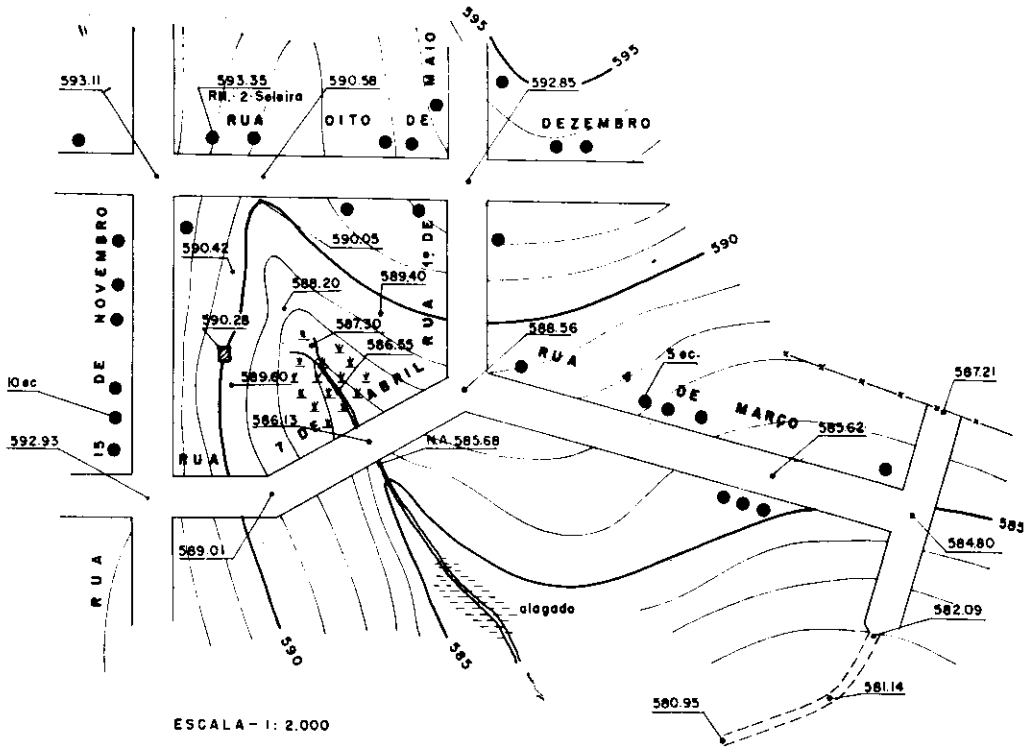 595
595
593.11
593.35
RN. 2-Soleira
590.58
592.85
RUA OITO DE DEZEMBRO
RUA 1º DE MAIO
RUA 15 DE NOVEMBRO
590.42
590.05
590
588.20
589.40
590.28
587.30
586.55
588.56
RUA 4 DE MARÇO
5 ec.
587.21
589.60
10 ec
586.13
RUA 7 DE ABRIL
N.A. 585.68
585.62
592.93
585
584.80
589.01
alagado
582.09
590
585
581.14
580.95
ESCALA - 1: 2.000